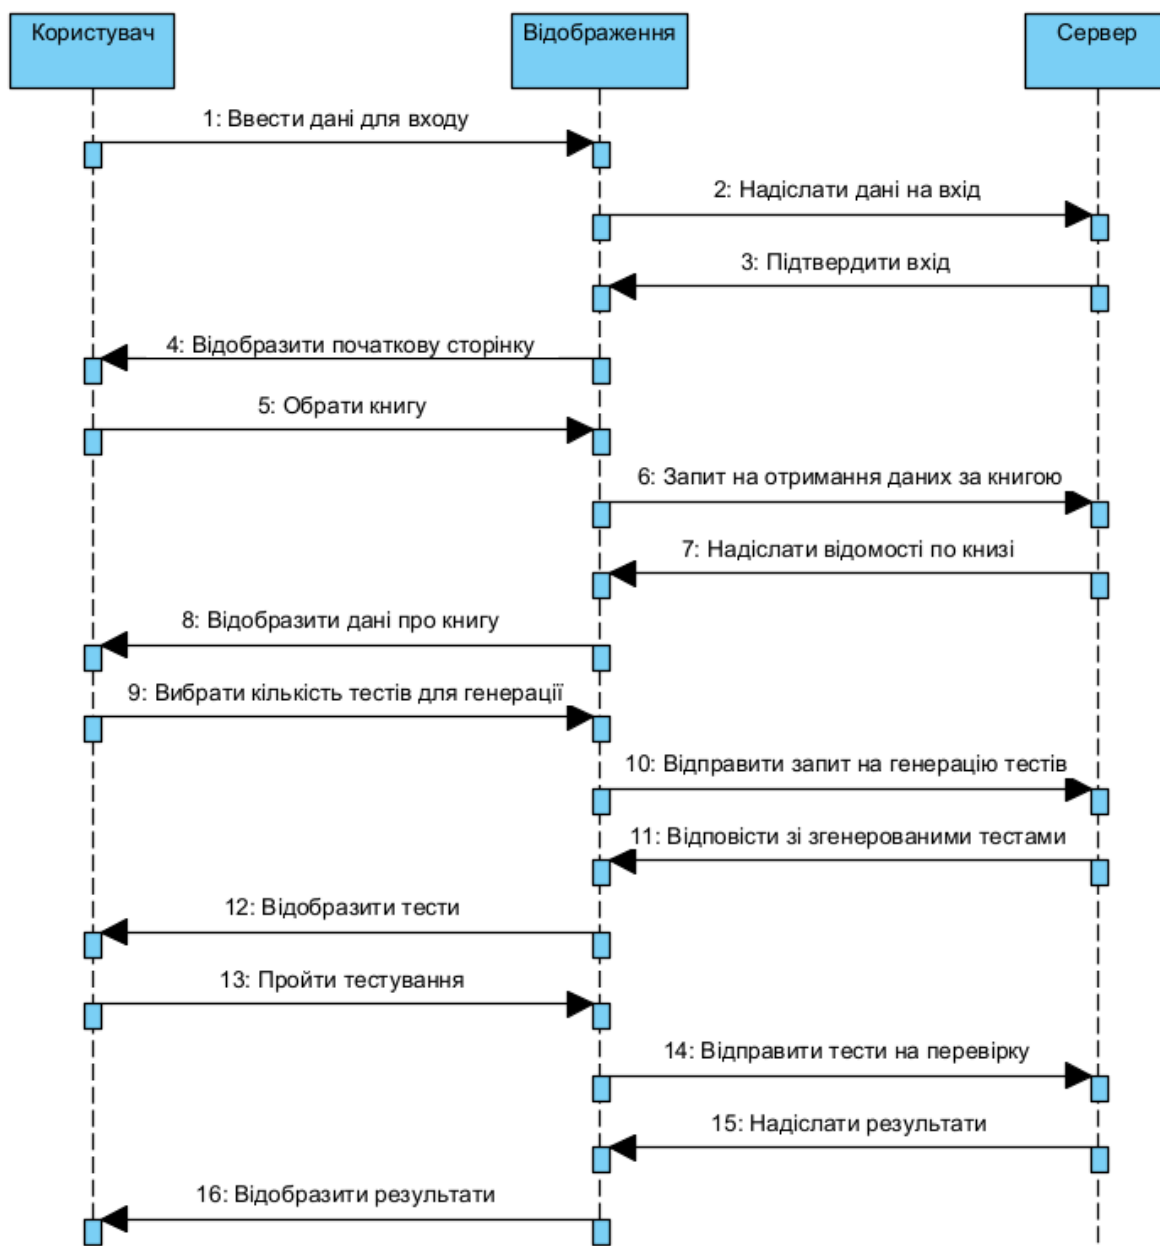 Користувач
Відображення
Сервер
1: Ввести дані для входу
2: Надіслати дані на вхід
3: Підтвердити вхід
4: Відобразити початкову сторінку
5: Обрати книгу
6: Запит на отримання даних за книгою
7: Надіслати відомості по книзі
8: Відобразити дані про книгу
9: Вибрати кількість тестів для генерації
10: Відправити запит на генерацію тестів
11: Відповісти зі згенерованими тестами
12: Відобразити тести
13: Пройти тестування
14: Відправити тести на перевірку
15: Надіслати результати
16: Відобразити результати